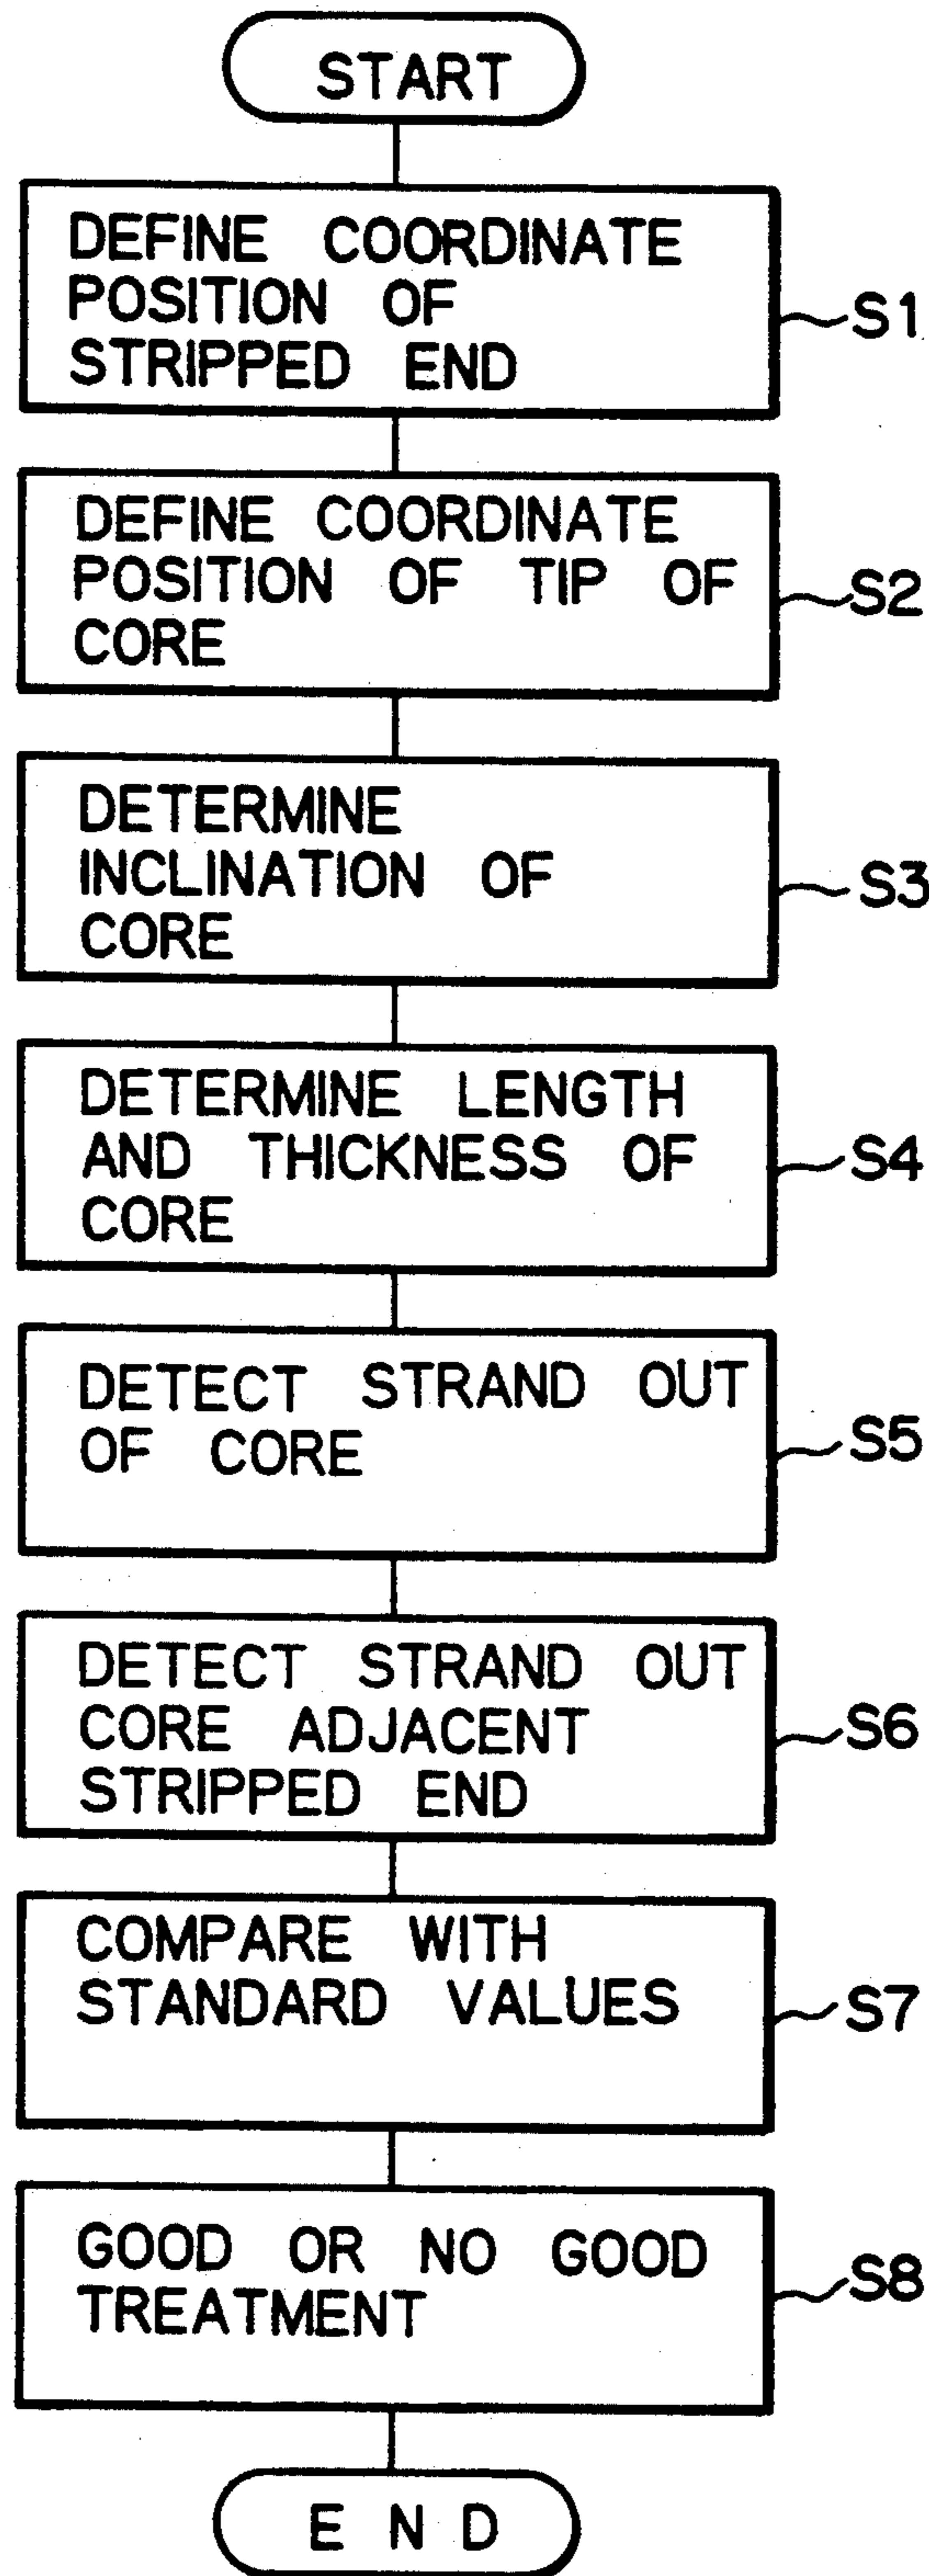 START
DEFINE COORDINATE
POSITION OF
STRIPPED END
S1
DEFINE COORDINATE
POSITION OF TIP OF
CORE
S2
DETERMINE
INCLINATION OF
CORE
S3
DETERMINE LENGTH
AND THICKNESS OF
CORE
S4
DETECT STRAND OUT
OF CORE
S5
DETECT STRAND OUT
CORE ADJACENT
STRIPPED END
S6
COMPARE WITH
STANDARD VALUES
S7
GOOD OR NO GOOD
TREATMENT
S8
END